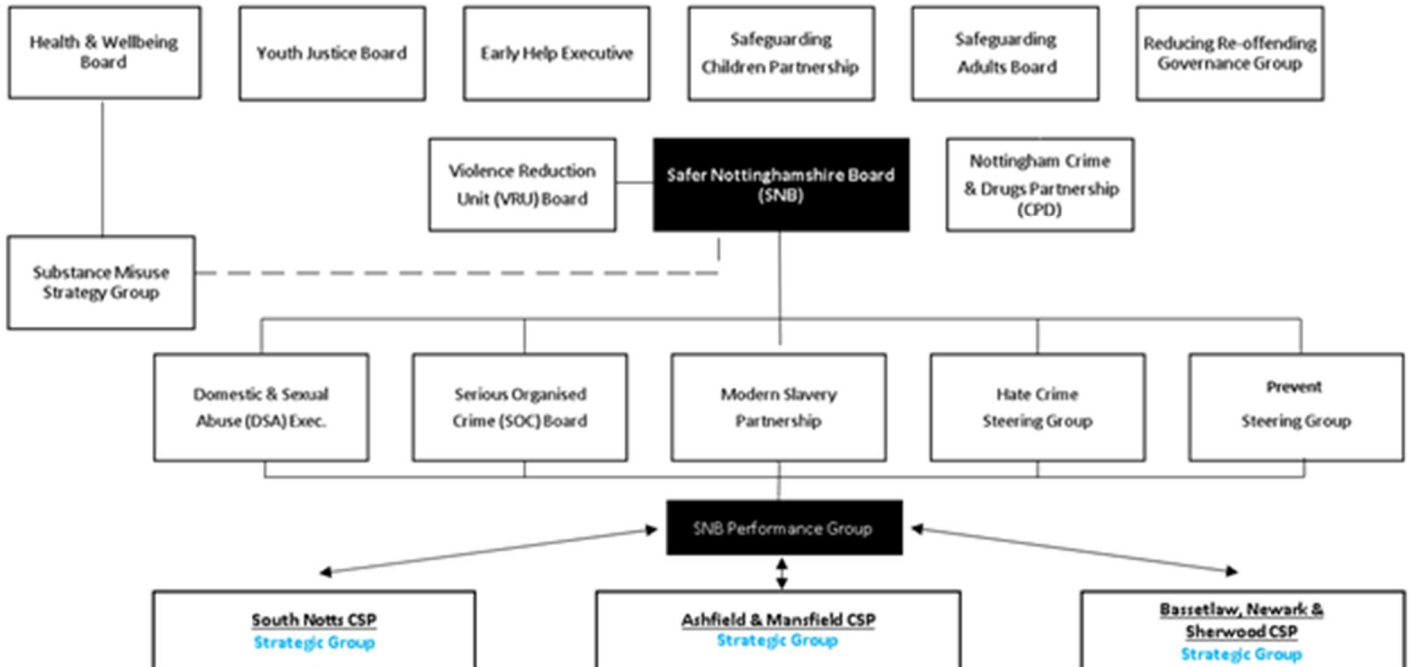 Health & Wellbeing
Board
Youth Justice Board
Early Help Executive
Safeguarding
Children Partnership
Safeguarding
Adults Board
Reducing Re-offending
Governance Group
Violence Reduction
Unit (VRU) Board
Safer Nottinghamshire Board
(SNB)
Nottingham Crime
& Drugs Partnership
(CPD)
Substance Misuse
Strategy Group
Domestic & Sexual
Abuse (DSA) Exec.
Serious Organised
Crime (SOC) Board
Modern Slavery
Partnership
Hate Crime
Steering Group
Prevent
Steering Group
SNB Performance Group
South Notts CSP
Strategic Group
Ashfield & Mansfield CSP
Strategic Group
Bassetlaw, Newark &
Sherwood CSP
Strategic Group